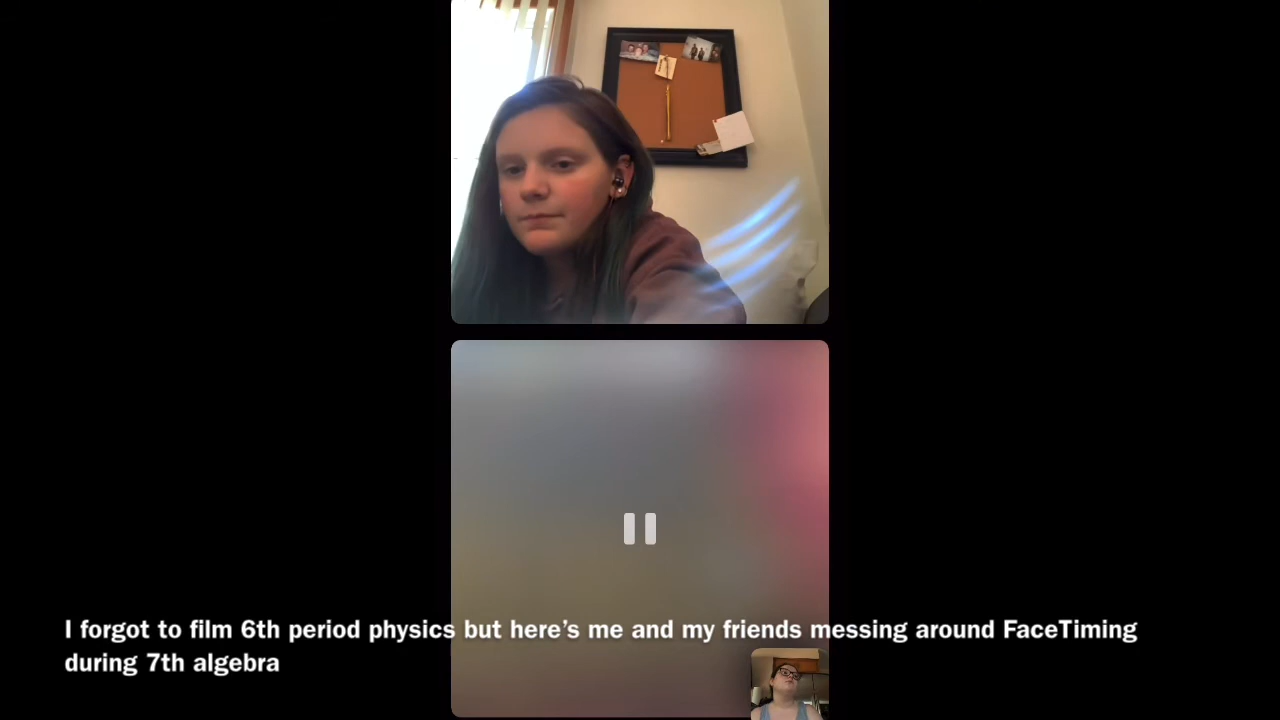 I forgot to film 6th period physics but here’s me and my friends messing around FaceTiming
during 7th algebra